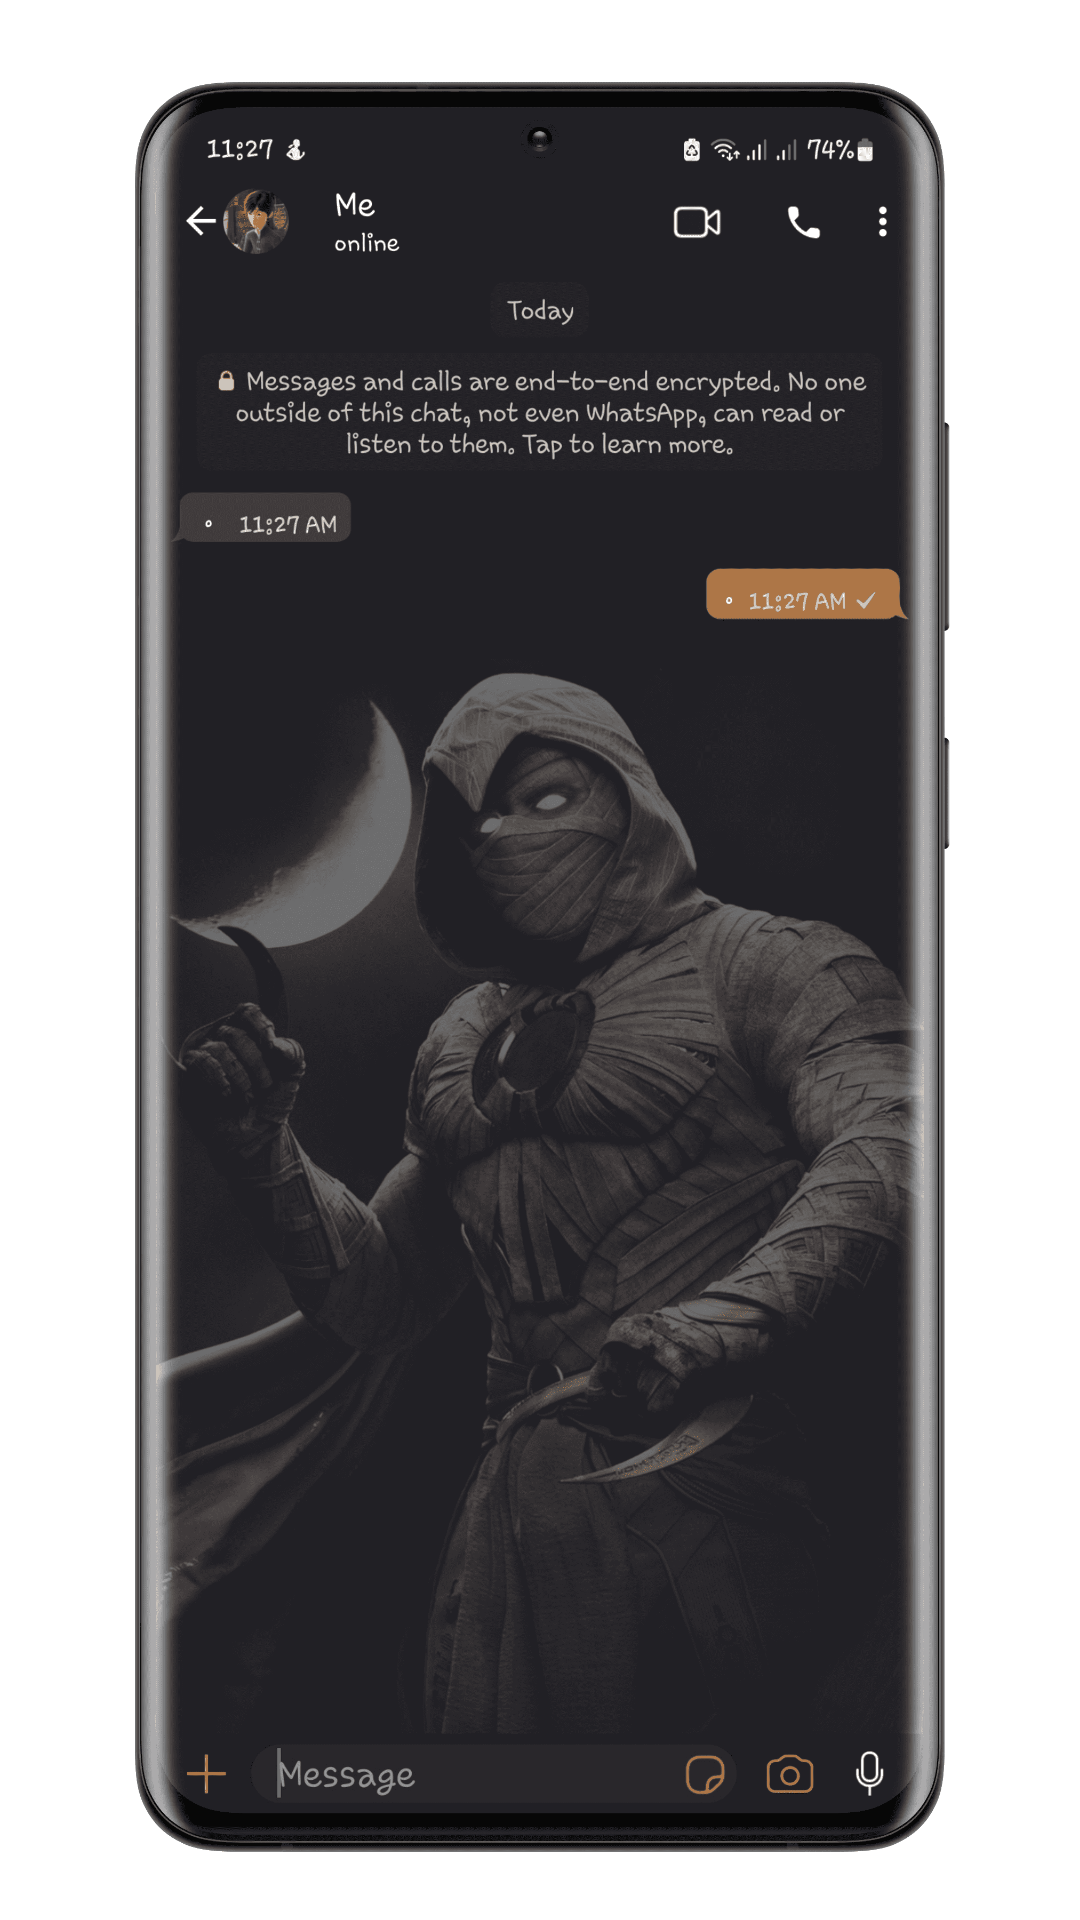 11:27 74%
Me
online
Today
Messages and calls are end-to-end encrypted. No one
outside of this chat, not even WhatsApp, can read or
listen to them. Tap to learn more.
. 11:27 AM
. 11:27 AM
Message